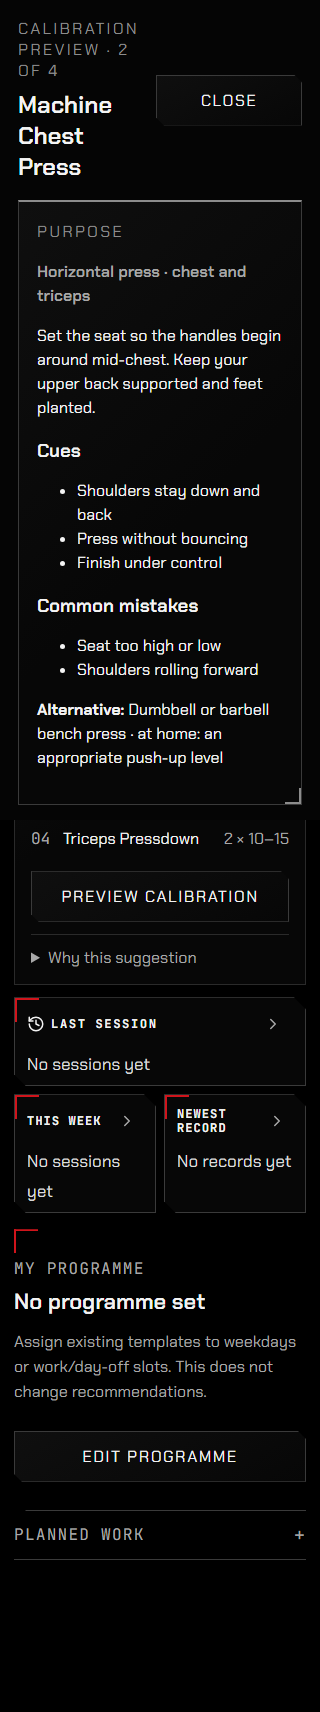 CALIBRATION
PREVIEW · 2
OF 4
Machine
Chest
Press
CLOSE
PURPOSE
Horizontal press · chest and
triceps
Set the seat so the handles begin
around mid-chest. Keep your
upper back supported and feet
planted.
Cues
• Shoulders stay down and
back
• Press without bouncing
• Finish under control
Common mistakes
• Seat too high or low
• Shoulders rolling forward
Alternative: Dumbbell or barbell
bench press · at home: an
appropriate push-up level
04 Triceps Pressdown 2 × 10–15
PREVIEW CALIBRATION
▶ Why this suggestion
LAST SESSION
No sessions yet
THIS WEEK
No sessions
yet
NEWEST
RECORD
No records yet
MY PROGRAMME
No programme set
Assign existing templates to weekdays
or work/day-off slots. This does not
change recommendations.
EDIT PROGRAMME
PLANNED WORK +